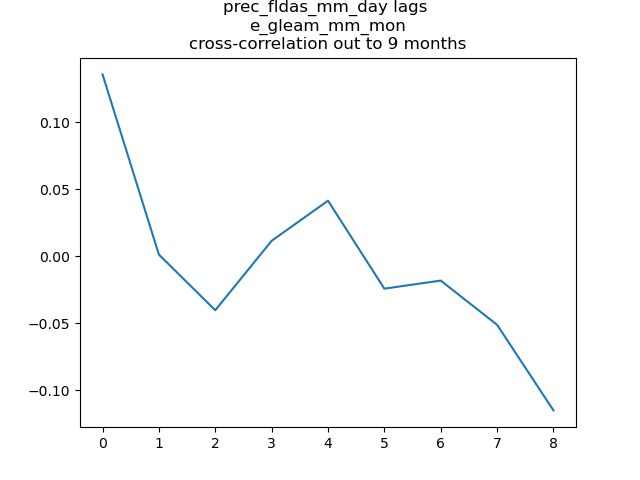 prec_fldas_mm_day lags
e_gleam_mm_mon
cross-correlation out to 9 months
0.10
0.05
0.00
−0.05
−0.10
0 1 2 3 4 5 6 7 8